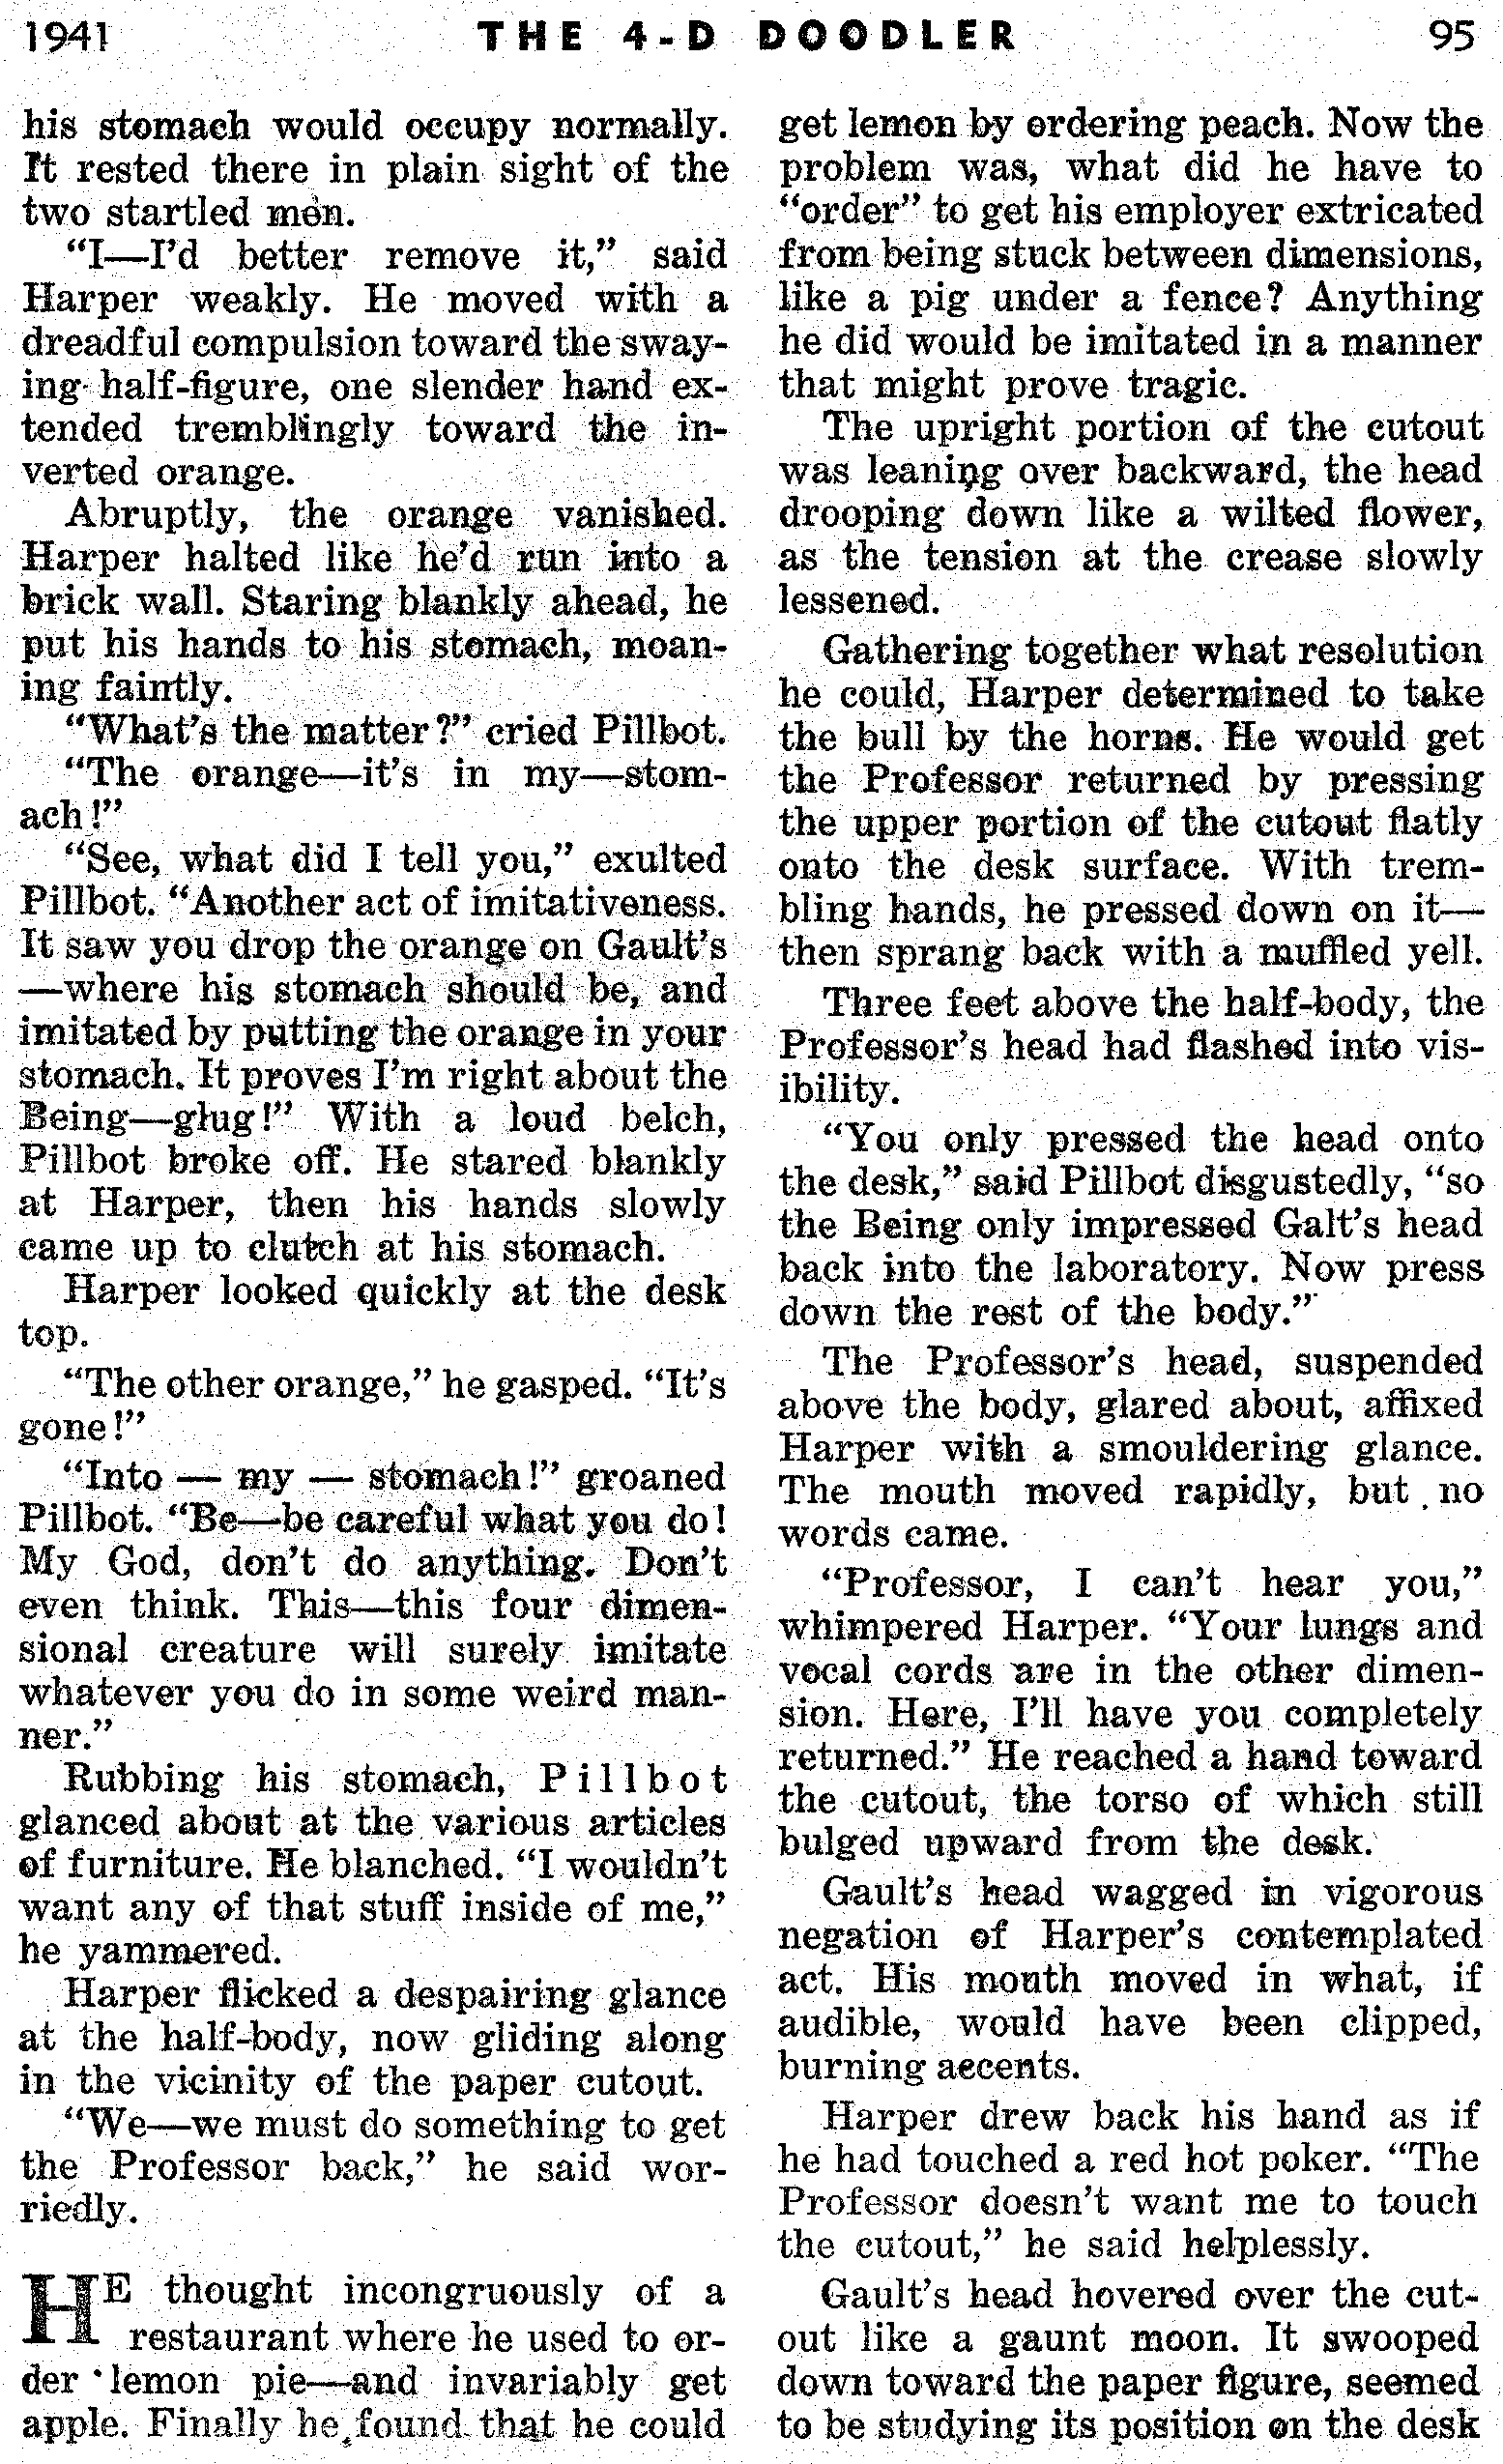 1941
THE 4-D DOODLER
95
his stomach would occupy normally.
It rested there in plain sight of the
two startled men.
“I—I’d better remove it,” said
Harper weakly. He moved with a
dreadful compulsion toward the sway-
ing half-figure, one slender hand ex-
tended tremblingly toward the in-
verted orange.
Abruptly, the orange vanished.
Harper halted like he’d run into a
brick wall. Staring blankly ahead, he
put his hands to his stomach, moan-
ing faintly.
“What’s the matter?” cried Pillbot.
“The orange—it’s in my—stom-
ach!”
“See, what did I tell you,” exulted
Pillbot. “Another act of imitativeness.
It saw you drop the orange on Gault’s
—where his stomach should be, and
imitated by putting the orange in your
stomach. It proves I’m right about the
Being—glug!” With a loud belch,
Pillbot broke off. He stared blankly
at Harper, then his hands slowly
came up to clutch at his stomach.
Harper looked quickly at the desk
top.
“The other orange,” he gasped. “It’s
gone!”
“Into — my — stomach!” groaned
Pillbot. “Be—be careful what you do!
My God, don’t do anything. Don’t
even think. This—this four dimen-
sional creature will surely imitate
whatever you do in some weird man-
ner.”
Rubbing his stomach, Pillbot
glanced about at the various articles
of furniture. He blanched. “I wouldn’t
want any of that stuff inside of me,”
he yammered.
Harper flicked a despairing glance
at the half-body, now gliding along
in the vicinity of the paper cutout.
“We—we must do something to get
the Professor back,” he said wor-
riedly.
HE thought incongruously of a
restaurant where he used to or-
der lemon pie—and invariably get
apple. Finally he found that he could
get lemon by ordering peach. Now the
problem was, what did he have to
“order” to get his employer extricated
from being stuck between dimensions,
like a pig under a fence? Anything
he did would be imitated in a manner
that might prove tragic.
The upright portion of the cutout
was leaning over backward, the head
drooping down like a wilted flower,
as the tension at the crease slowly
lessened.
Gathering together what resolution
he could, Harper determined to take
the bull by the horns. He would get
the Professor returned by pressing
the upper portion of the cutout flatly
onto the desk surface. With trem-
bling hands, he pressed down on it—
then sprang back with a muffled yell.
Three feet above the half-body, the
Professor’s head had flashed into vis-
ibility.
“You only pressed the head onto
the desk,” said Pillbot disgustedly, “so
the Being only impressed Galt’s head
back into the laboratory. Now press
down the rest of the body.”
The Professor’s head, suspended
above the body, glared about, affixed
Harper with a smouldering glance.
The mouth moved rapidly, but no
words came.
“Professor, I can’t hear you,”
whimpered Harper. “Your lungs and
vocal cords are in the other dimen-
sion. Here, I’ll have you completely
returned.” He reached a hand toward
the cutout, the torso of which still
bulged upward from the desk.
Gault’s head wagged in vigorous
negation of Harper’s contemplated
act. His mouth moved in what, if
audible, would have been clipped,
burning accents.
Harper drew back his hand as if
he had touched a red hot poker. “The
Professor doesn’t want me to touch
the cutout,” he said helplessly.
Gault’s head hovered over the cut-
out like a gaunt moon. It swooped
down toward the paper figure, seemed
to be studying its position on the desk